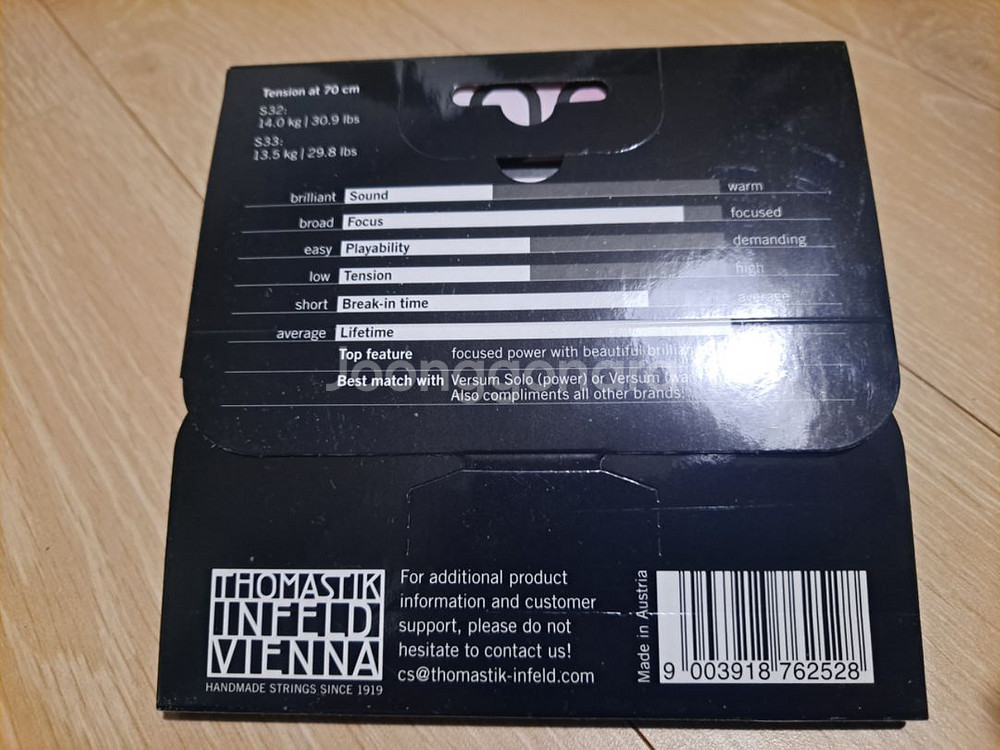 Tension at 70 cm
S32:
14.0 kg | 30.9 lbs
S33:
13.5 kg | 29.8 lbs
brilliant Sound warm
broad Focus focused
easy Playability demanding
low Tension high
short Break-in time average
average Lifetime
Top feature focused power with beautiful
Best match with Versum Solo (power) or Versum
Also compliments all other brands!
Joonggonara
THOMASTIK
INFELD
VIENNA
HANDMADE STRINGS SINCE 1919
For additional product
information and customer
support, please do not
hesitate to contact us!
cs@thomastik-infeld.com
Made in Austria
9 003918 762528